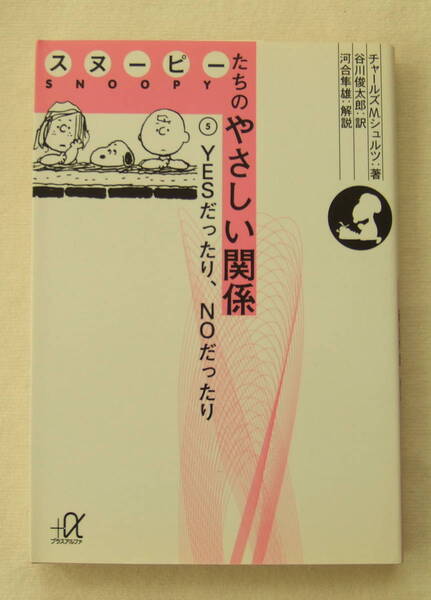 スヌーピー
SNOOPY
たちのやさしい関係
⑤ YESだったり、NOだったり
チャールズMシュルツ：著
谷川俊太郎：訳
河合隼雄：解説
+α
プラスアルファ